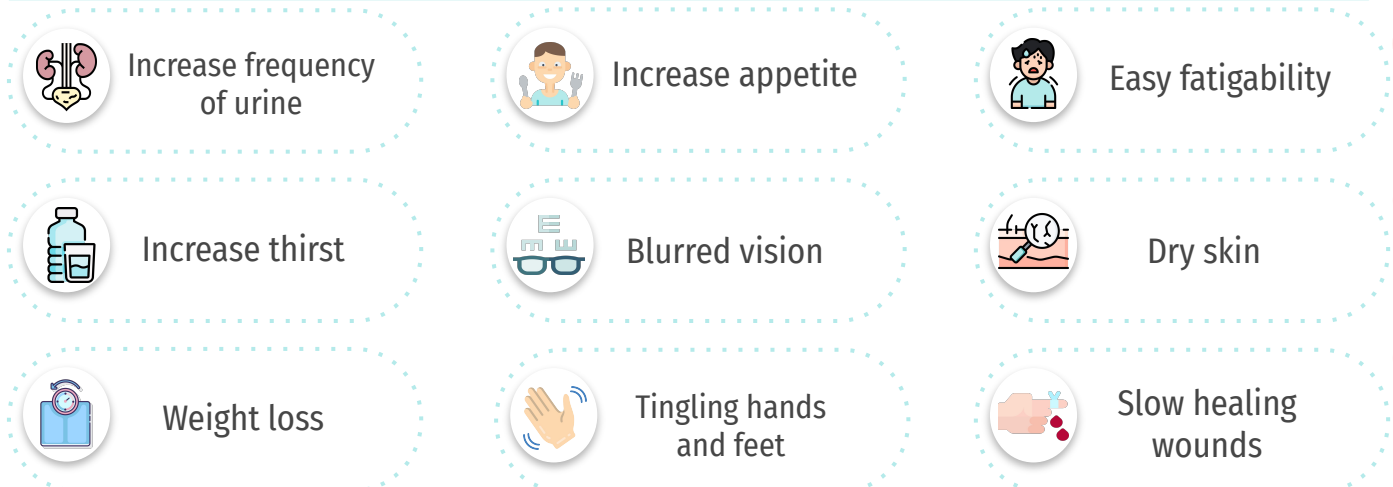 Increase frequency
of urine
Increase appetite
Easy fatigability
Increase thirst
E
E
E
Blurred vision
Dry skin
Weight loss
Tingling hands
and feet
Slow healing
wounds